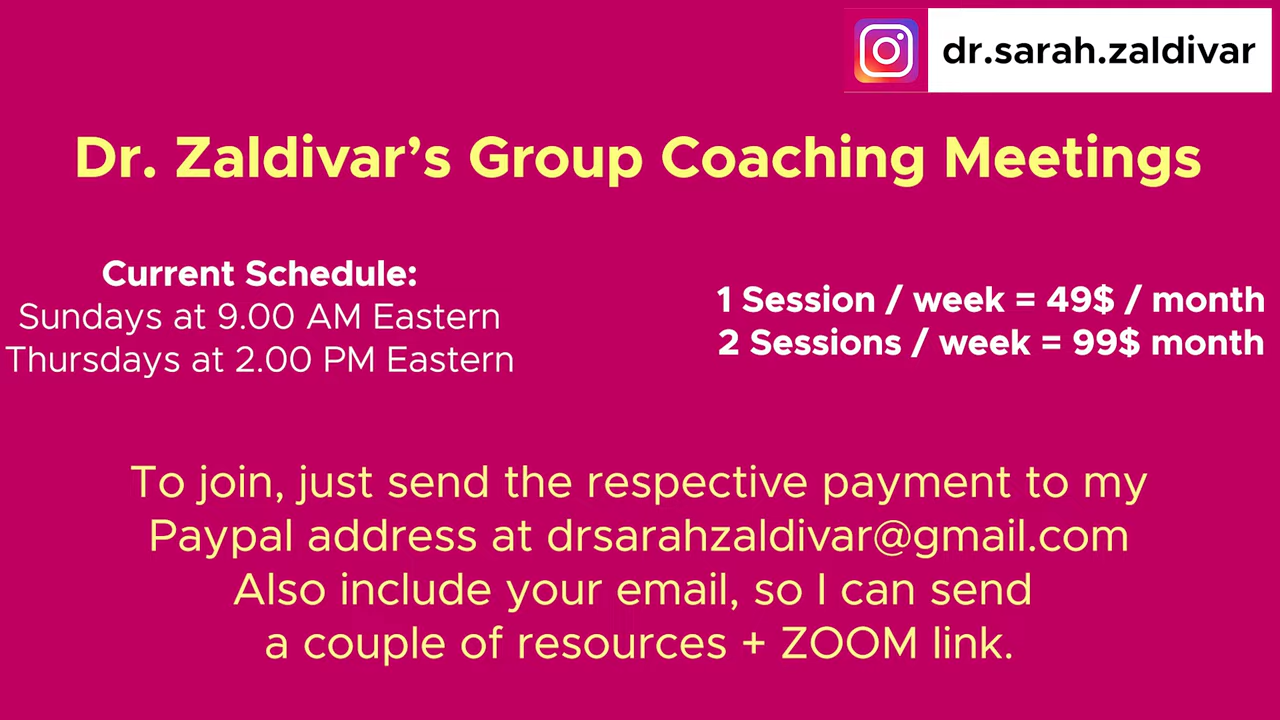 dr.sarah.zaldivar
Dr. Zaldivar’s Group Coaching Meetings
Current Schedule:
Sundays at 9.00 AM Eastern
Thursdays at 2.00 PM Eastern
1 Session / week = 49$ / month
2 Sessions / week = 99$ month
To join, just send the respective payment to my
Paypal address at drsarahzaldivar@gmail.com
Also include your email, so I can send
a couple of resources + ZOOM link.